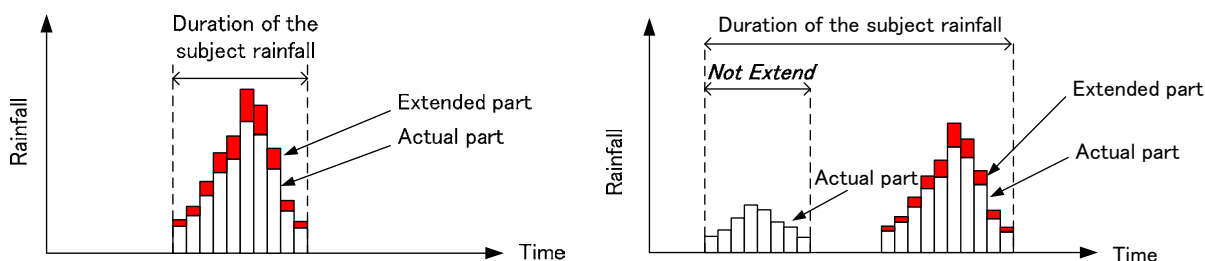 Duration of the
subject rainfall
Extended part
Actual part
Rainfall
Time
Duration of the subject rainfall
Not Extend
Extended part
Actual part
Actual part
Rainfall
Time